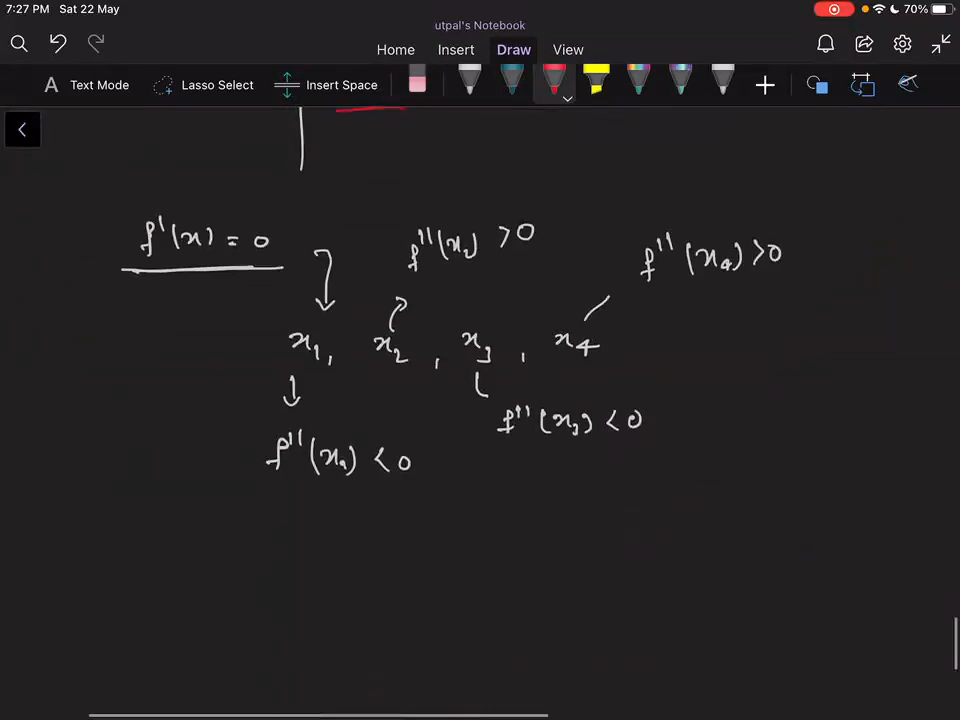 7:27 PM Sat 22 May 70%
utpal's Notebook
Home Insert Draw View
Text Mode Lasso Select Insert Space
f'(x) = 0 f''(x₂) > 0 f''(x₄) > 0
x₁, x₂, x₃, x₄
f''(x₃) < 0
f''(x₁) < 0